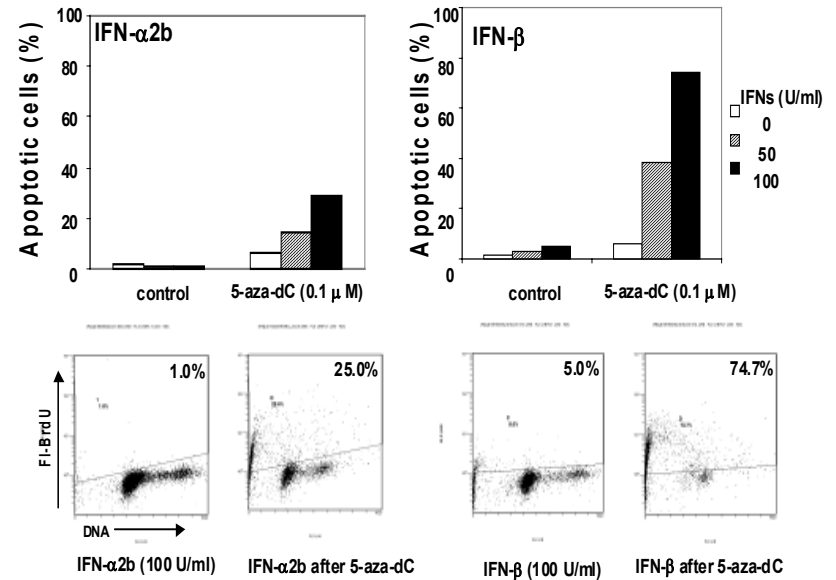 IFN-α2b
Apoptotic cells (%)
100
80
60
40
20
0
control
5-aza-dC (0.1 μ M)
IFN-β
Apoptotic cells (%)
100
80
60
40
20
0
control
5-aza-dC (0.1 μ M)
IFNs (U/ml)
0
50
100
Fl-BrdU
DNA
1.0%
25.0%
5.0%
74.7%
IFN-α2b (100 U/ml)
IFN-α2b after 5-aza-dC
IFN-β (100 U/ml)
IFN-β after 5-aza-dC